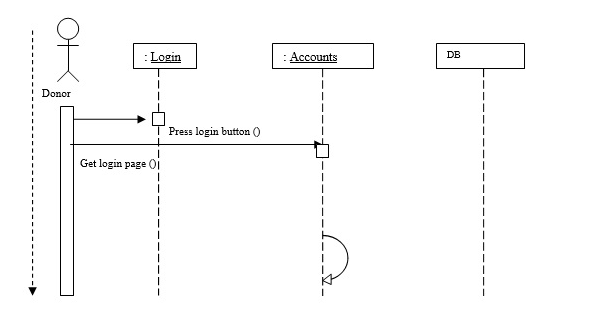 : Login
: Accounts
DB
Donor
Press login button ()
Get login page ()